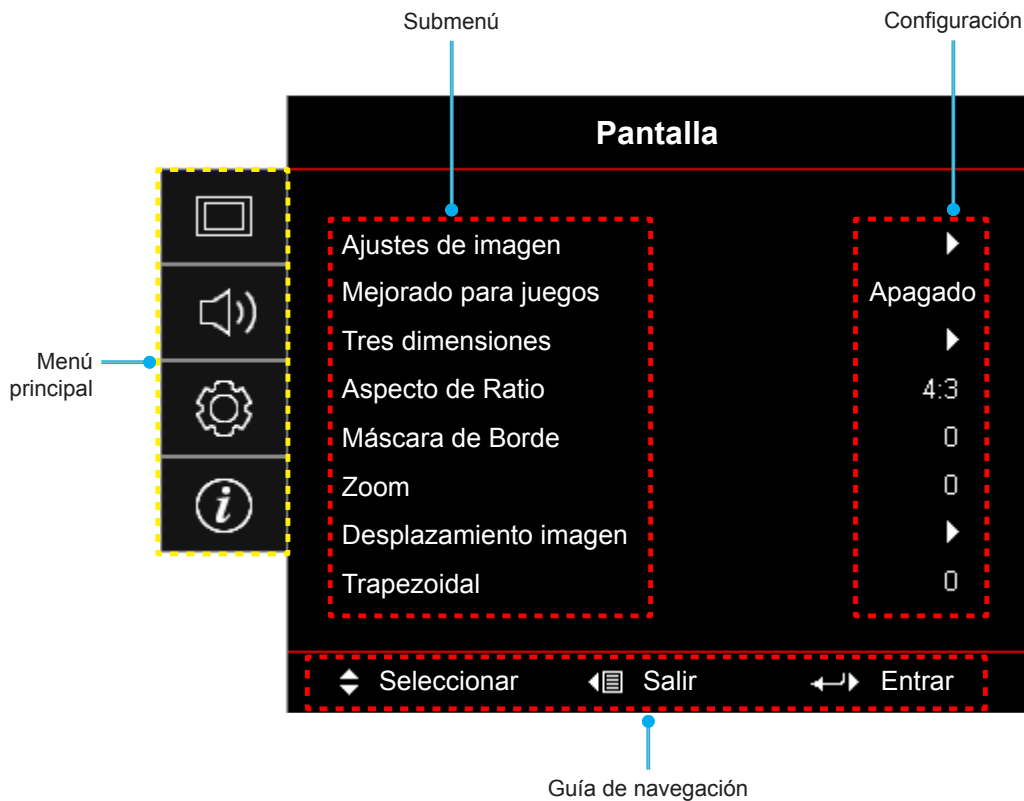 Submenú
Configuración
Pantalla
Ajustes de imagen
Mejorado para juegos Apagado
Tres dimensiones
Menú
principal
Aspecto de Ratio 4:3
Máscara de Borde 0
Zoom 0
Desplazamiento imagen
Trapezoidal 0
Seleccionar Salir Entrar
Guía de navegación